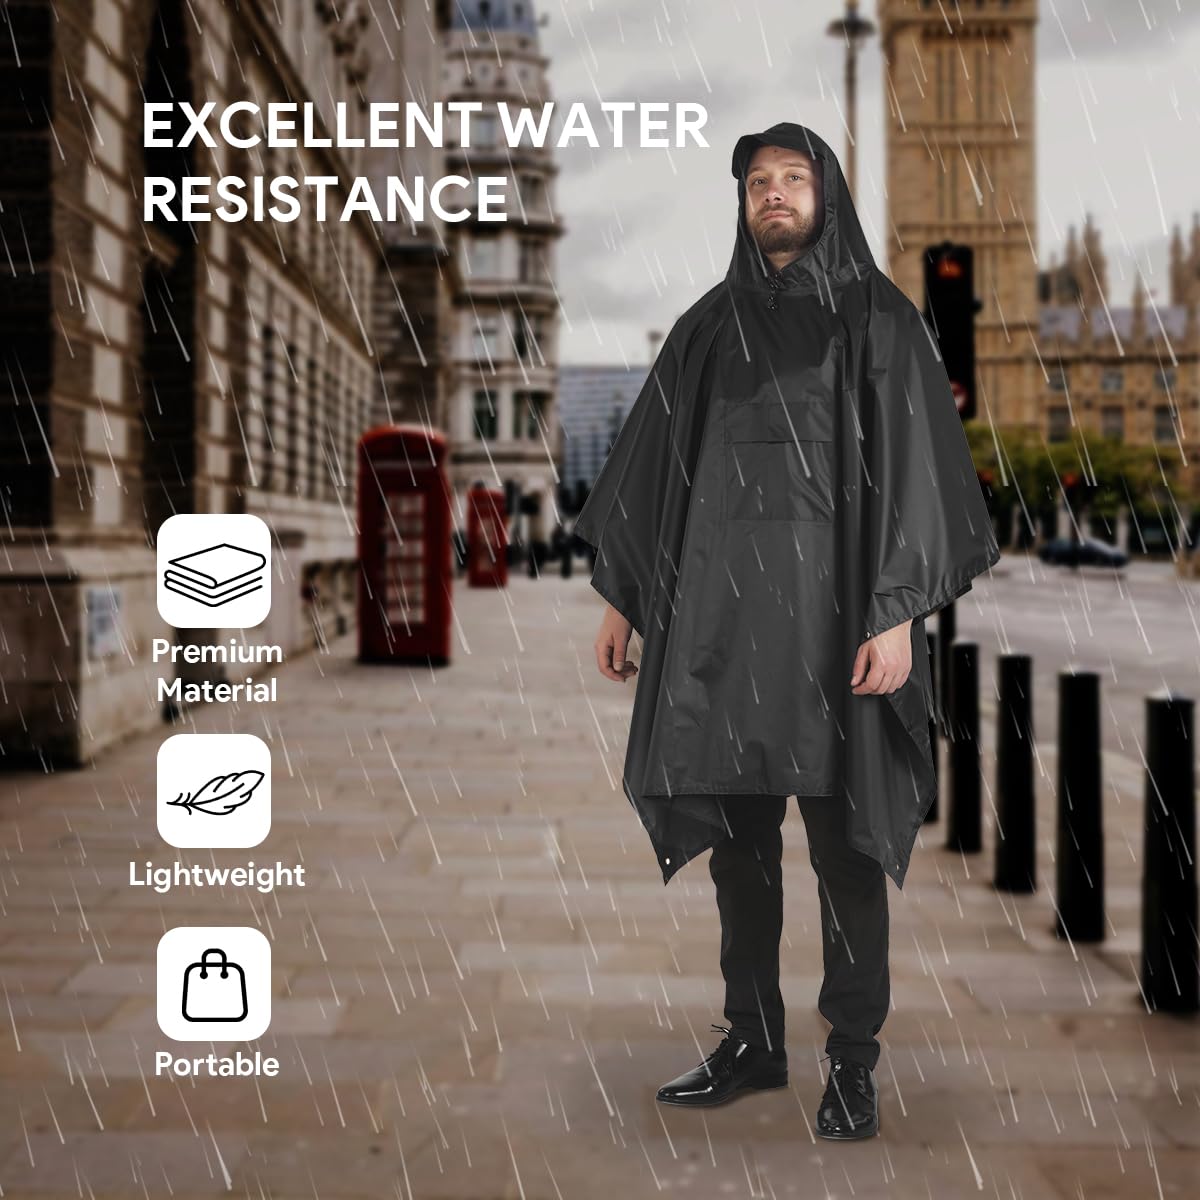 EXCELLENT WATER
RESISTANCE
Premium
Material
Lightweight
Portable